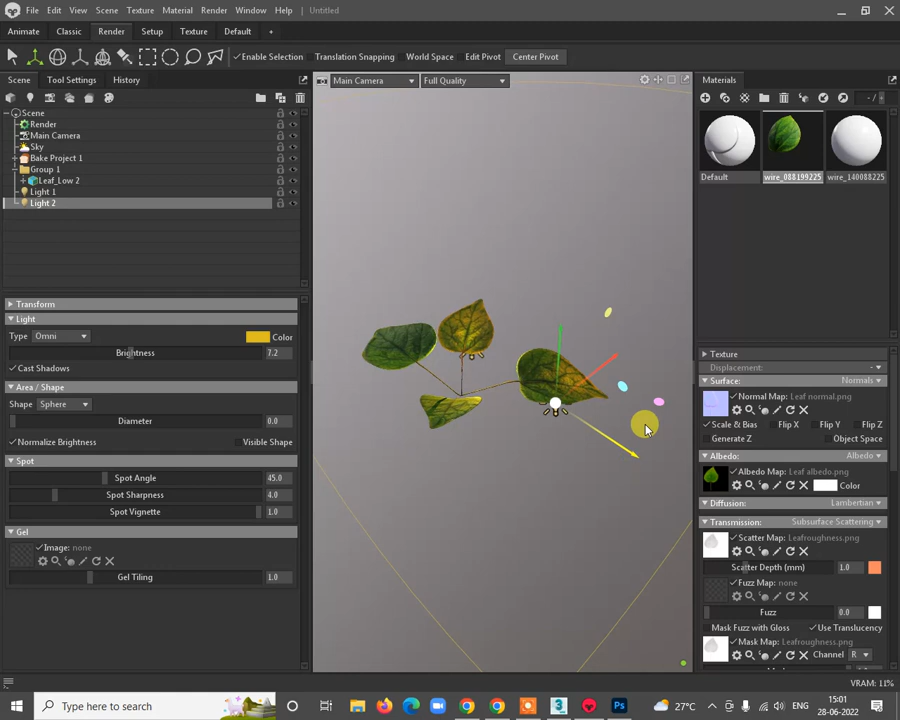 File Edit Scene Texture Material Render Window Help Untitled
Animate Classic Render Setup Texture Default +
Enable Selection Translation Snapping World Space Edit Pivot Center Pivot
Scene Tool Settings History
Main Camera Full Quality
Materials
- /
Scene
Render
Main Camera
Sky
Bake Project 1
Group 1
Leaf_Low 2
Light 1
Light 2
Default wire_088199225 wire_140088225
Transform
Light
Type Omni Color
Brightness 7.2
Cast Shadows
Area / Shape
Shape Sphere
Diameter 0.0
Normalize Brightness Visible Shape
Spot
Spot Angle 45.0
Spot Sharpness 4.0
Spot Vignette 1.0
Gel
Image: none
Gel Tiling 1.0
Texture
Displacement: -
Surface: Normals
Normal Map: Leaf normal.png
Scale & Bias Flip X Flip Y Flip Z
Generate Z Object Space
Albedo: Albedo
Albedo Map: Leaf albedo.png
Color
Diffusion: Lambertian
Transmission: Subsurface Scattering
Scatter Map: Leafroughness.png
Scatter Depth (mm) 1.0
Fuzz Map: none
Fuzz 0.0
Mask Fuzz with Gloss Use Translucency
Mask Map: Leafroughness.png
Channel R
VRAM: 11%
Type here to search
27°C
ENG
15:01
28-06-2022